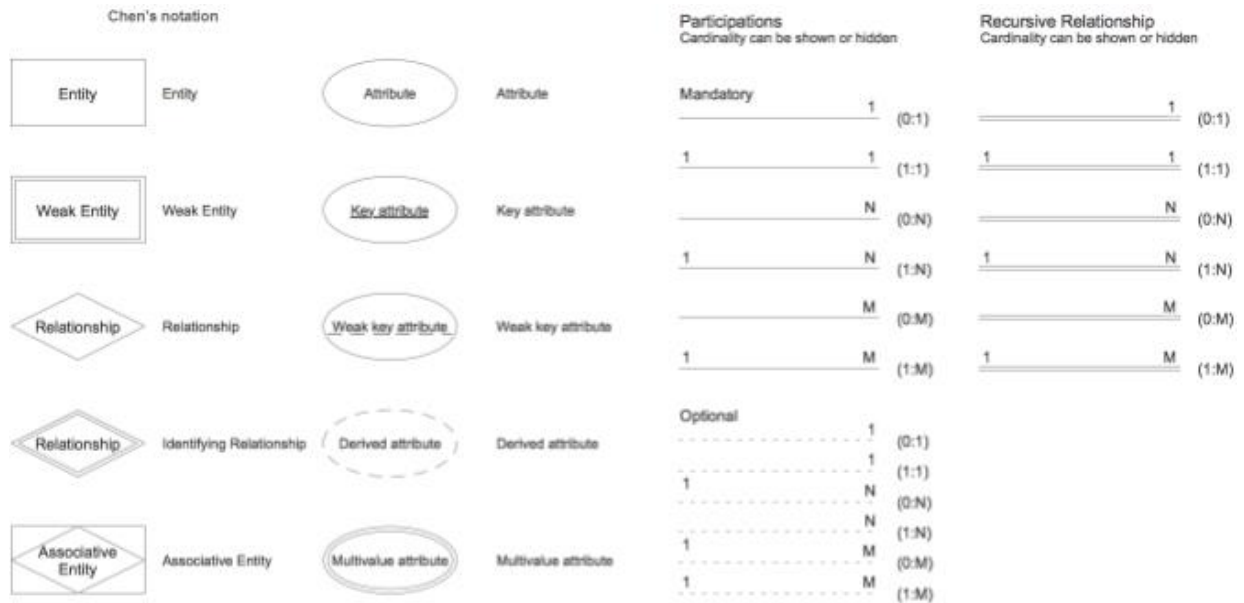 Chen's notation
Entity
Entity
Attribute
Attribute
Weak Entity
Weak Entity
Key attribute
Key attribute
Relationship
Relationship
Weak key attribute
Weak key attribute
Relationship
Identifying Relationship
Derived attribute
Derived attribute
Associative
Entity
Associative Entity
Multivalue attribute
Multivalue attribute
Participations
Cardinality can be shown or hidden
Mandatory
1 (0:1)
1 1 (1:1)
N (0:N)
1 N (1:N)
M (0:M)
1 M (1:M)
Optional
1 (0:1)
1 (1:1)
1 N (0:N)
N (1:N)
1 M (0:M)
1 M (1:M)
Recursive Relationship
Cardinality can be shown or hidden
1 (0:1)
1 1 (1:1)
N (0:N)
1 N (1:N)
M (0:M)
1 M (1:M)